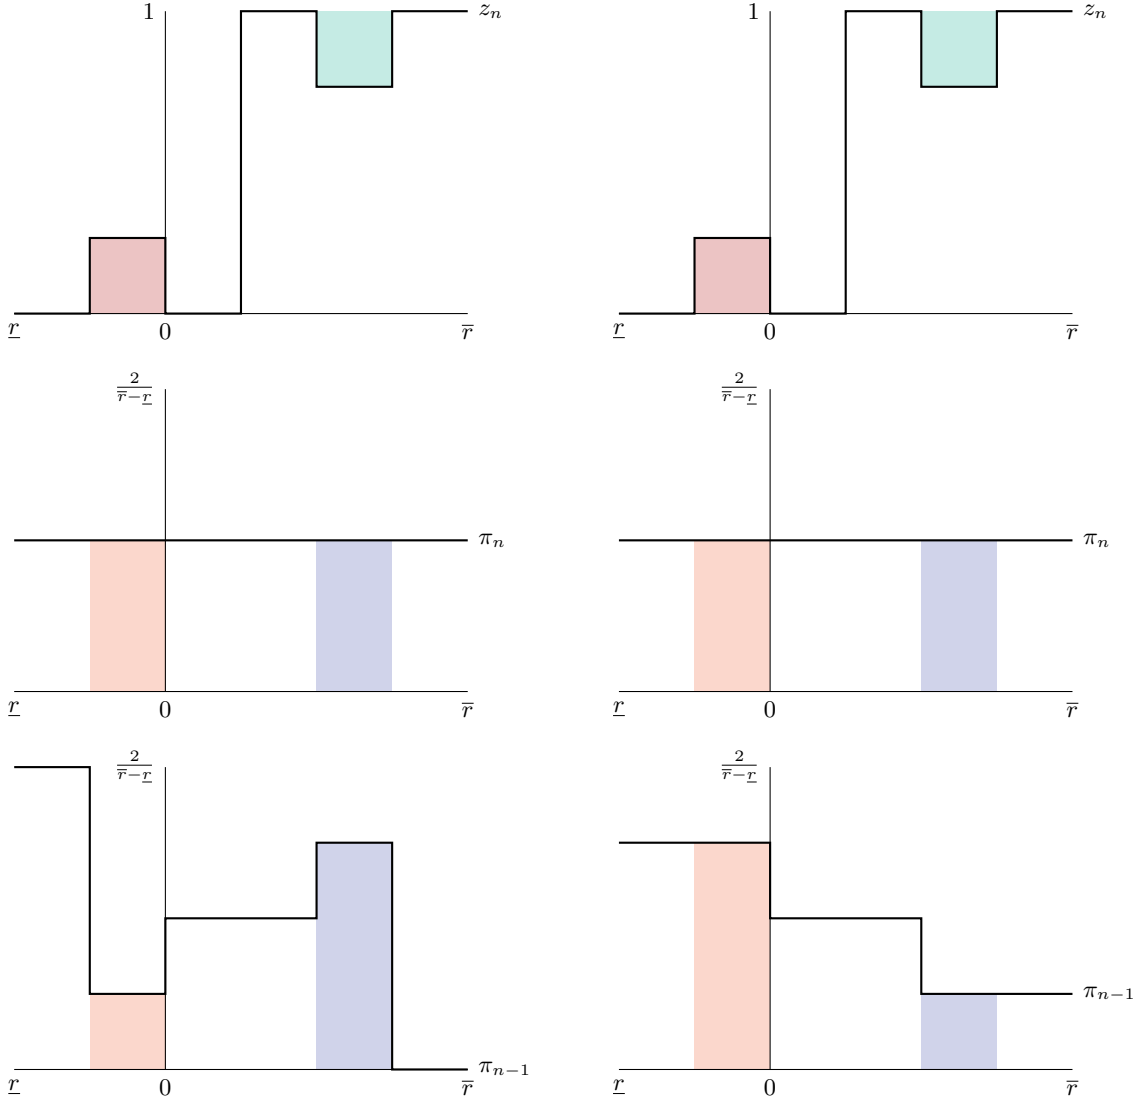 1 z_n 1 z_n
r 0 r̅ r 0 r̅
2/(r̅−r) 2/(r̅−r)
π_n π_n
r 0 r̅ r 0 r̅
2/(r̅−r) 2/(r̅−r)
π_{n−1}
π_{n−1}
r 0 r̅ r 0 r̅